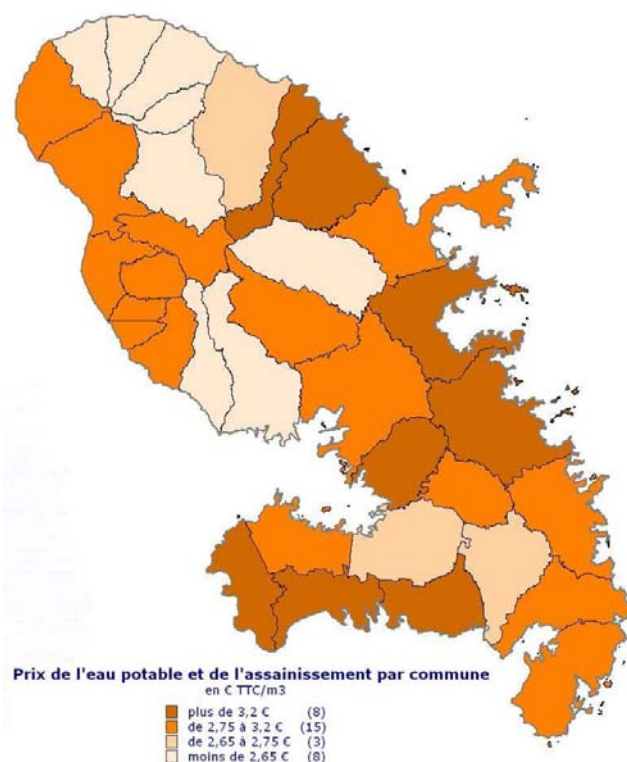 Prix de l'eau potable et de l'assainissement par commune
en € TTC/m3
plus de 3,2 € (8)
de 2,75 à 3,2 € (15)
de 2,65 à 2,75 € (3)
moins de 2,65 € (8)